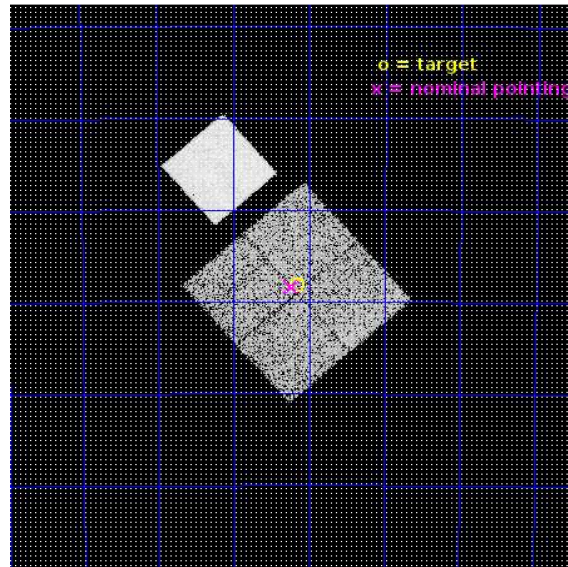 o = target
x = nominal pointing